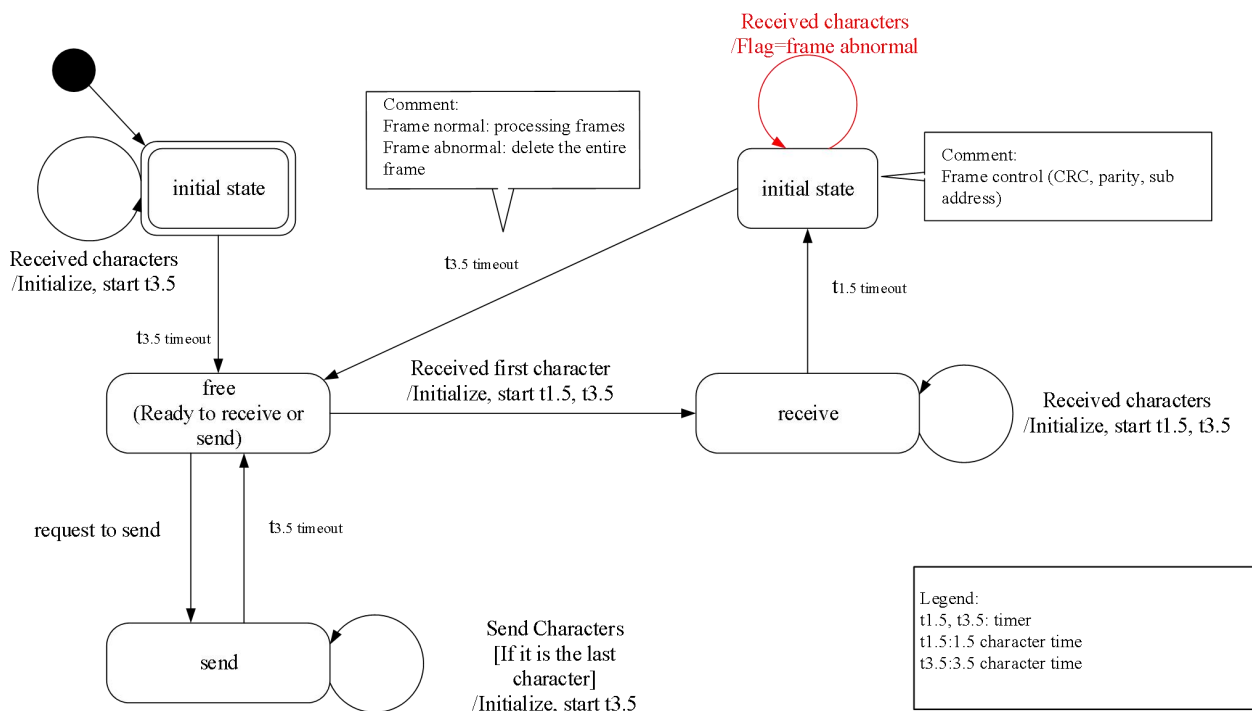 Received characters
/Flag=frame abnormal
Comment:
Frame normal: processing frames
Frame abnormal: delete the entire
frame
initial state
initial state
Comment:
Frame control (CRC, parity, sub
address)
Received characters
/Initialize, start t3.5
t3.5 timeout
t1.5 timeout
t3.5 timeout
free
(Ready to receive or
send)
Received first character
/Initialize, start t1.5, t3.5
receive
Received characters
/Initialize, start t1.5, t3.5
request to send
t3.5 timeout
send
Send Characters
[If it is the last
character]
/Initialize, start t3.5
Legend:
t1.5, t3.5: timer
t1.5:1.5 character time
t3.5:3.5 character time